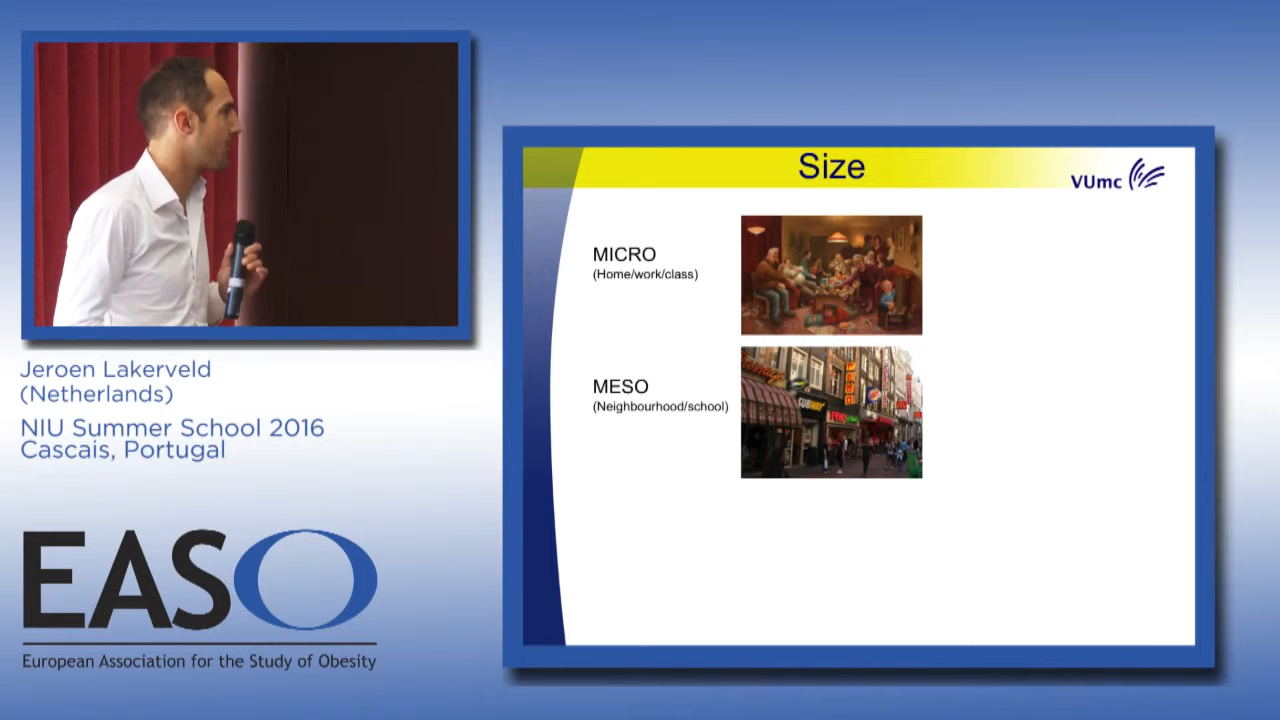 Jeroen Lakerveld
(Netherlands)
NIU Summer School 2016
Cascais, Portugal
EASO
European Association for the Study of Obesity
Size
VUmc
MICRO
(Home/work/class)
MESO
(Neighbourhood/school)
SUBWAY